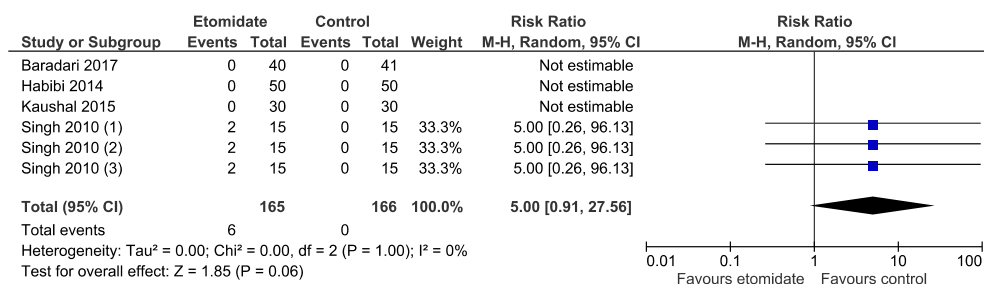 Etomidate Control Risk Ratio Risk Ratio
Study or Subgroup Events Total Events Total Weight M-H, Random, 95% CI M-H, Random, 95% CI
Baradari 2017 0 40 0 41 Not estimable
Habibi 2014 0 50 0 50 Not estimable
Kaushal 2015 0 30 0 30 Not estimable
Singh 2010 (1) 2 15 0 15 33.3% 5.00 [0.26, 96.13]
Singh 2010 (2) 2 15 0 15 33.3% 5.00 [0.26, 96.13]
Singh 2010 (3) 2 15 0 15 33.3% 5.00 [0.26, 96.13]
Total (95% CI) 165 166 100.0% 5.00 [0.91, 27.56]
Total events 6 0
Heterogeneity: Tau² = 0.00; Chi² = 0.00, df = 2 (P = 1.00); I² = 0%
Test for overall effect: Z = 1.85 (P = 0.06)
0.01 0.1 1 10 100
Favours etomidate Favours control